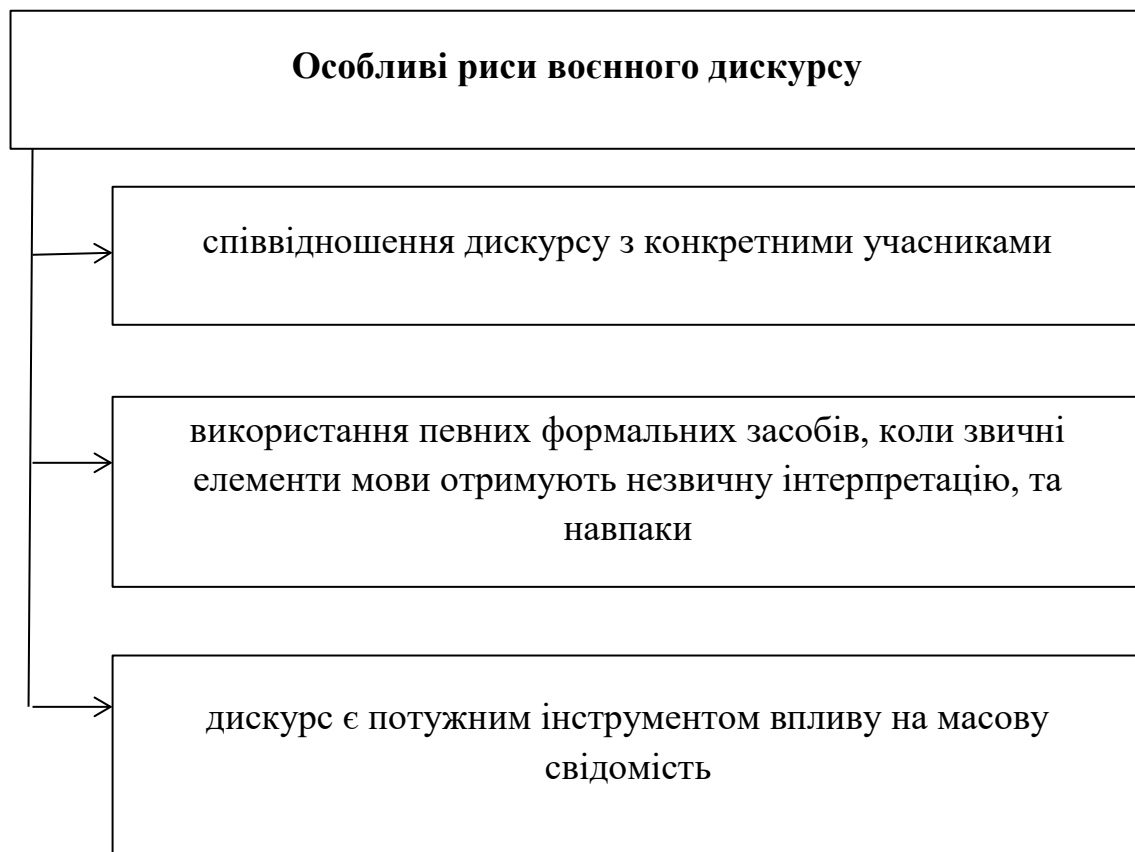 Особливі риси воєнного дискурсу
співвідношення дискурсу з конкретними учасниками
використання певних формальних засобів, коли звичні
елементи мови отримують незвичну інтерпретацію, та
навпаки
дискурс є потужним інструментом впливу на масову
свідомість